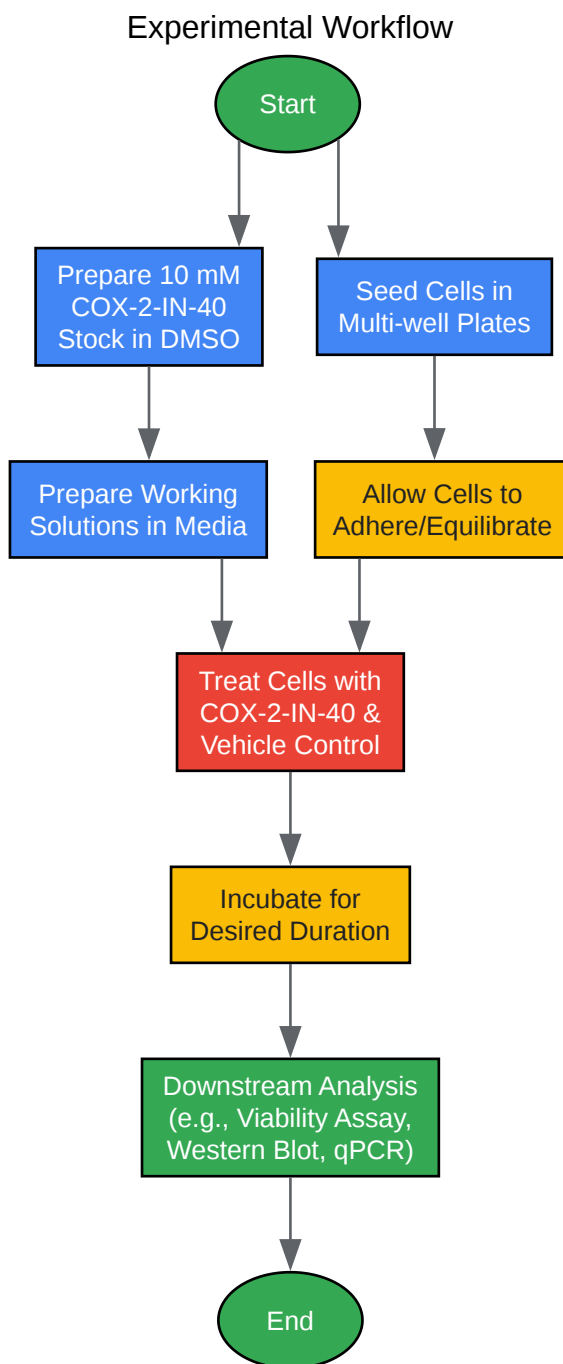 Experimental Workflow
Start
Prepare 10 mM
COX-2-IN-40
Stock in DMSO
Seed Cells in
Multi-well Plates
Prepare Working
Solutions in Media
Allow Cells to
Adhere/Equilibrate
Treat Cells with
COX-2-IN-40 &
Vehicle Control
Incubate for
Desired Duration
Downstream Analysis
(e.g., Viability Assay,
Western Blot, qPCR)
End